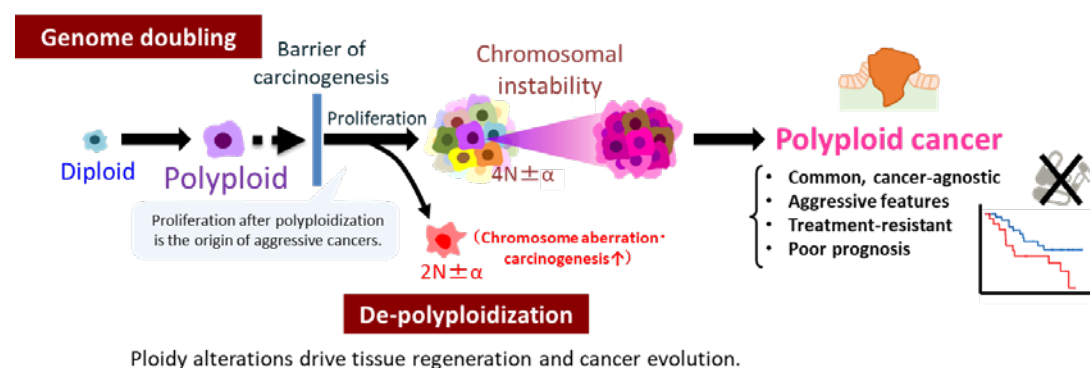 Genome doubling
Barrier of
carcinogenesis
Chromosomal
instability
Proliferation
Diploid
Polyploid
4N±α
Polyploid cancer
Proliferation after polyploidization
is the origin of aggressive cancers.
• Common, cancer-agnostic
• Aggressive features
• Treatment-resistant
• Poor prognosis
(Chromosome aberration・
carcinogenesis↑)
2N±α
De-polyploidization
Ploidy alterations drive tissue regeneration and cancer evolution.